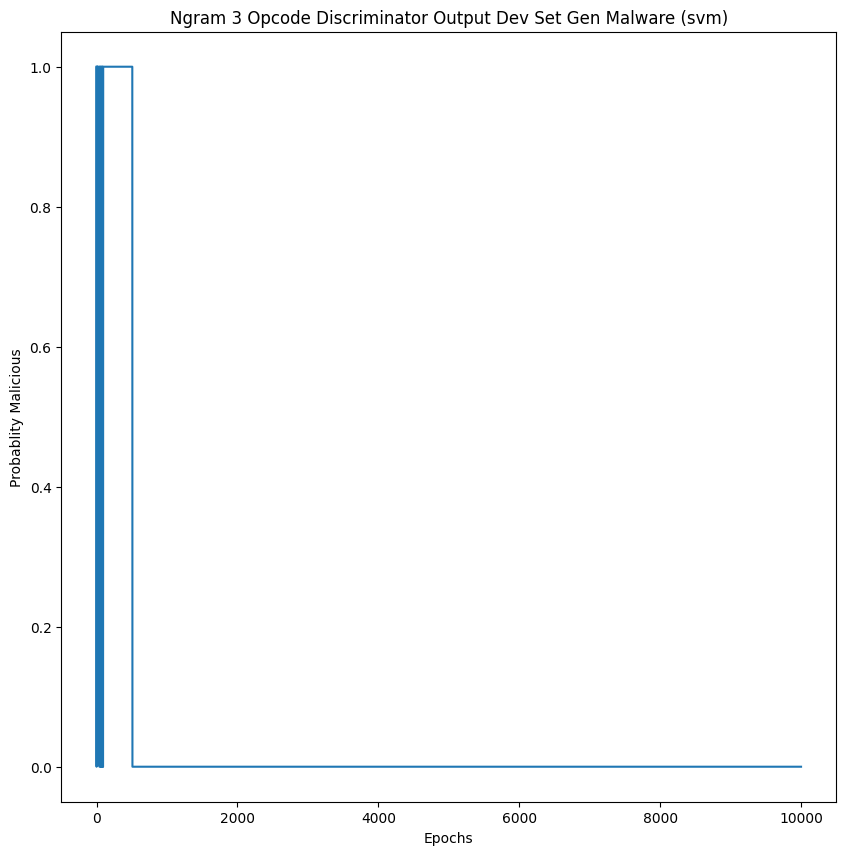 Ngram 3 Opcode Discriminator Output Dev Set Gen Malware (svm)
1.0
0.8
0.6
0.4
0.2
0.0
Probablity Malicious
0 2000 4000 6000 8000 10000
Epochs